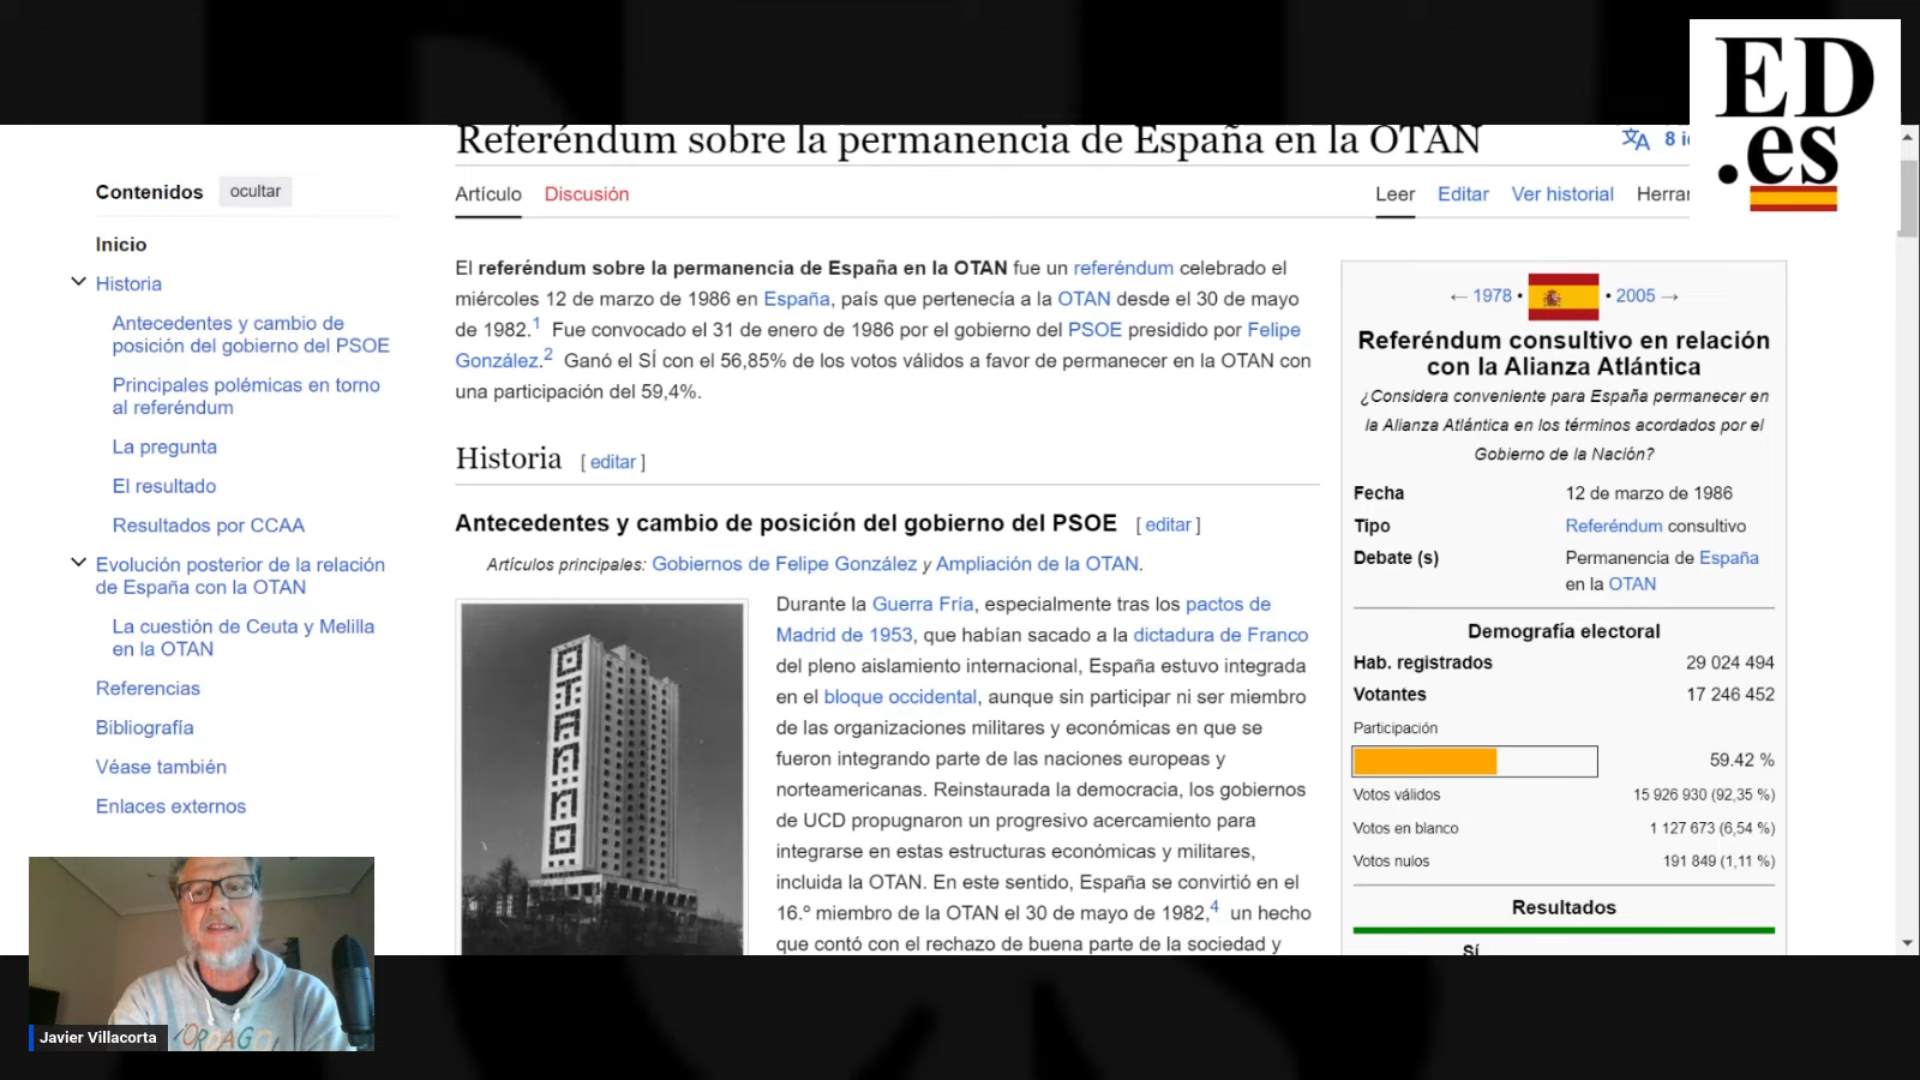 ED
.es
Referéndum sobre la permanencia de España en la OTAN
8
Contenidos ocultar
Artículo Discusión
Leer Editar Ver historial
Inicio
Historia
Antecedentes y cambio de
posición del gobierno del PSOE
Principales polémicas en torno
al referéndum
La pregunta
El resultado
Resultados por CCAA
Evolución posterior de la relación
de España con la OTAN
La cuestión de Ceuta y Melilla
en la OTAN
Referencias
Bibliografía
Véase también
Enlaces externos
El referéndum sobre la permanencia de España en la OTAN fue un referéndum celebrado el
miércoles 12 de marzo de 1986 en España, país que pertenecía a la OTAN desde el 30 de mayo
de 1982.1 Fue convocado el 31 de enero de 1986 por el gobierno del PSOE presidido por Felipe
González.2 Ganó el SÍ con el 56,85% de los votos válidos a favor de permanecer en la OTAN con
una participación del 59,4%.
Historia [ editar ]
Antecedentes y cambio de posición del gobierno del PSOE [ editar ]
Artículos principales: Gobiernos de Felipe González y Ampliación de la OTAN.
OTANNO
Durante la Guerra Fría, especialmente tras los pactos de
Madrid de 1953, que habían sacado a la dictadura de Franco
del pleno aislamiento internacional, España estuvo integrada
en el bloque occidental, aunque sin participar ni ser miembro
de las organizaciones militares y económicas en que se
fueron integrando parte de las naciones europeas y
norteamericanas. Reinstaurada la democracia, los gobiernos
de UCD propugnaron un progresivo acercamiento para
integrarse en estas estructuras económicas y militares,
incluida la OTAN. En este sentido, España se convirtió en el
16.º miembro de la OTAN el 30 de mayo de 1982,4 un hecho
que contó con el rechazo de buena parte de la sociedad y
← 1978 • • 2005 →
Referéndum consultivo en relación
con la Alianza Atlántica
¿Considera conveniente para España permanecer en
la Alianza Atlántica en los términos acordados por el
Gobierno de la Nación?
Fecha 12 de marzo de 1986
Tipo Referéndum consultivo
Debate (s) Permanencia de España
en la OTAN
Demografía electoral
Hab. registrados 29 024 494
Votantes 17 246 452
Participación
59.42 %
Votos válidos 15 926 930 (92,35 %)
Votos en blanco 1 127 673 (6,54 %)
Votos nulos 191 849 (1,11 %)
Resultados
Sí
Javier Villacorta